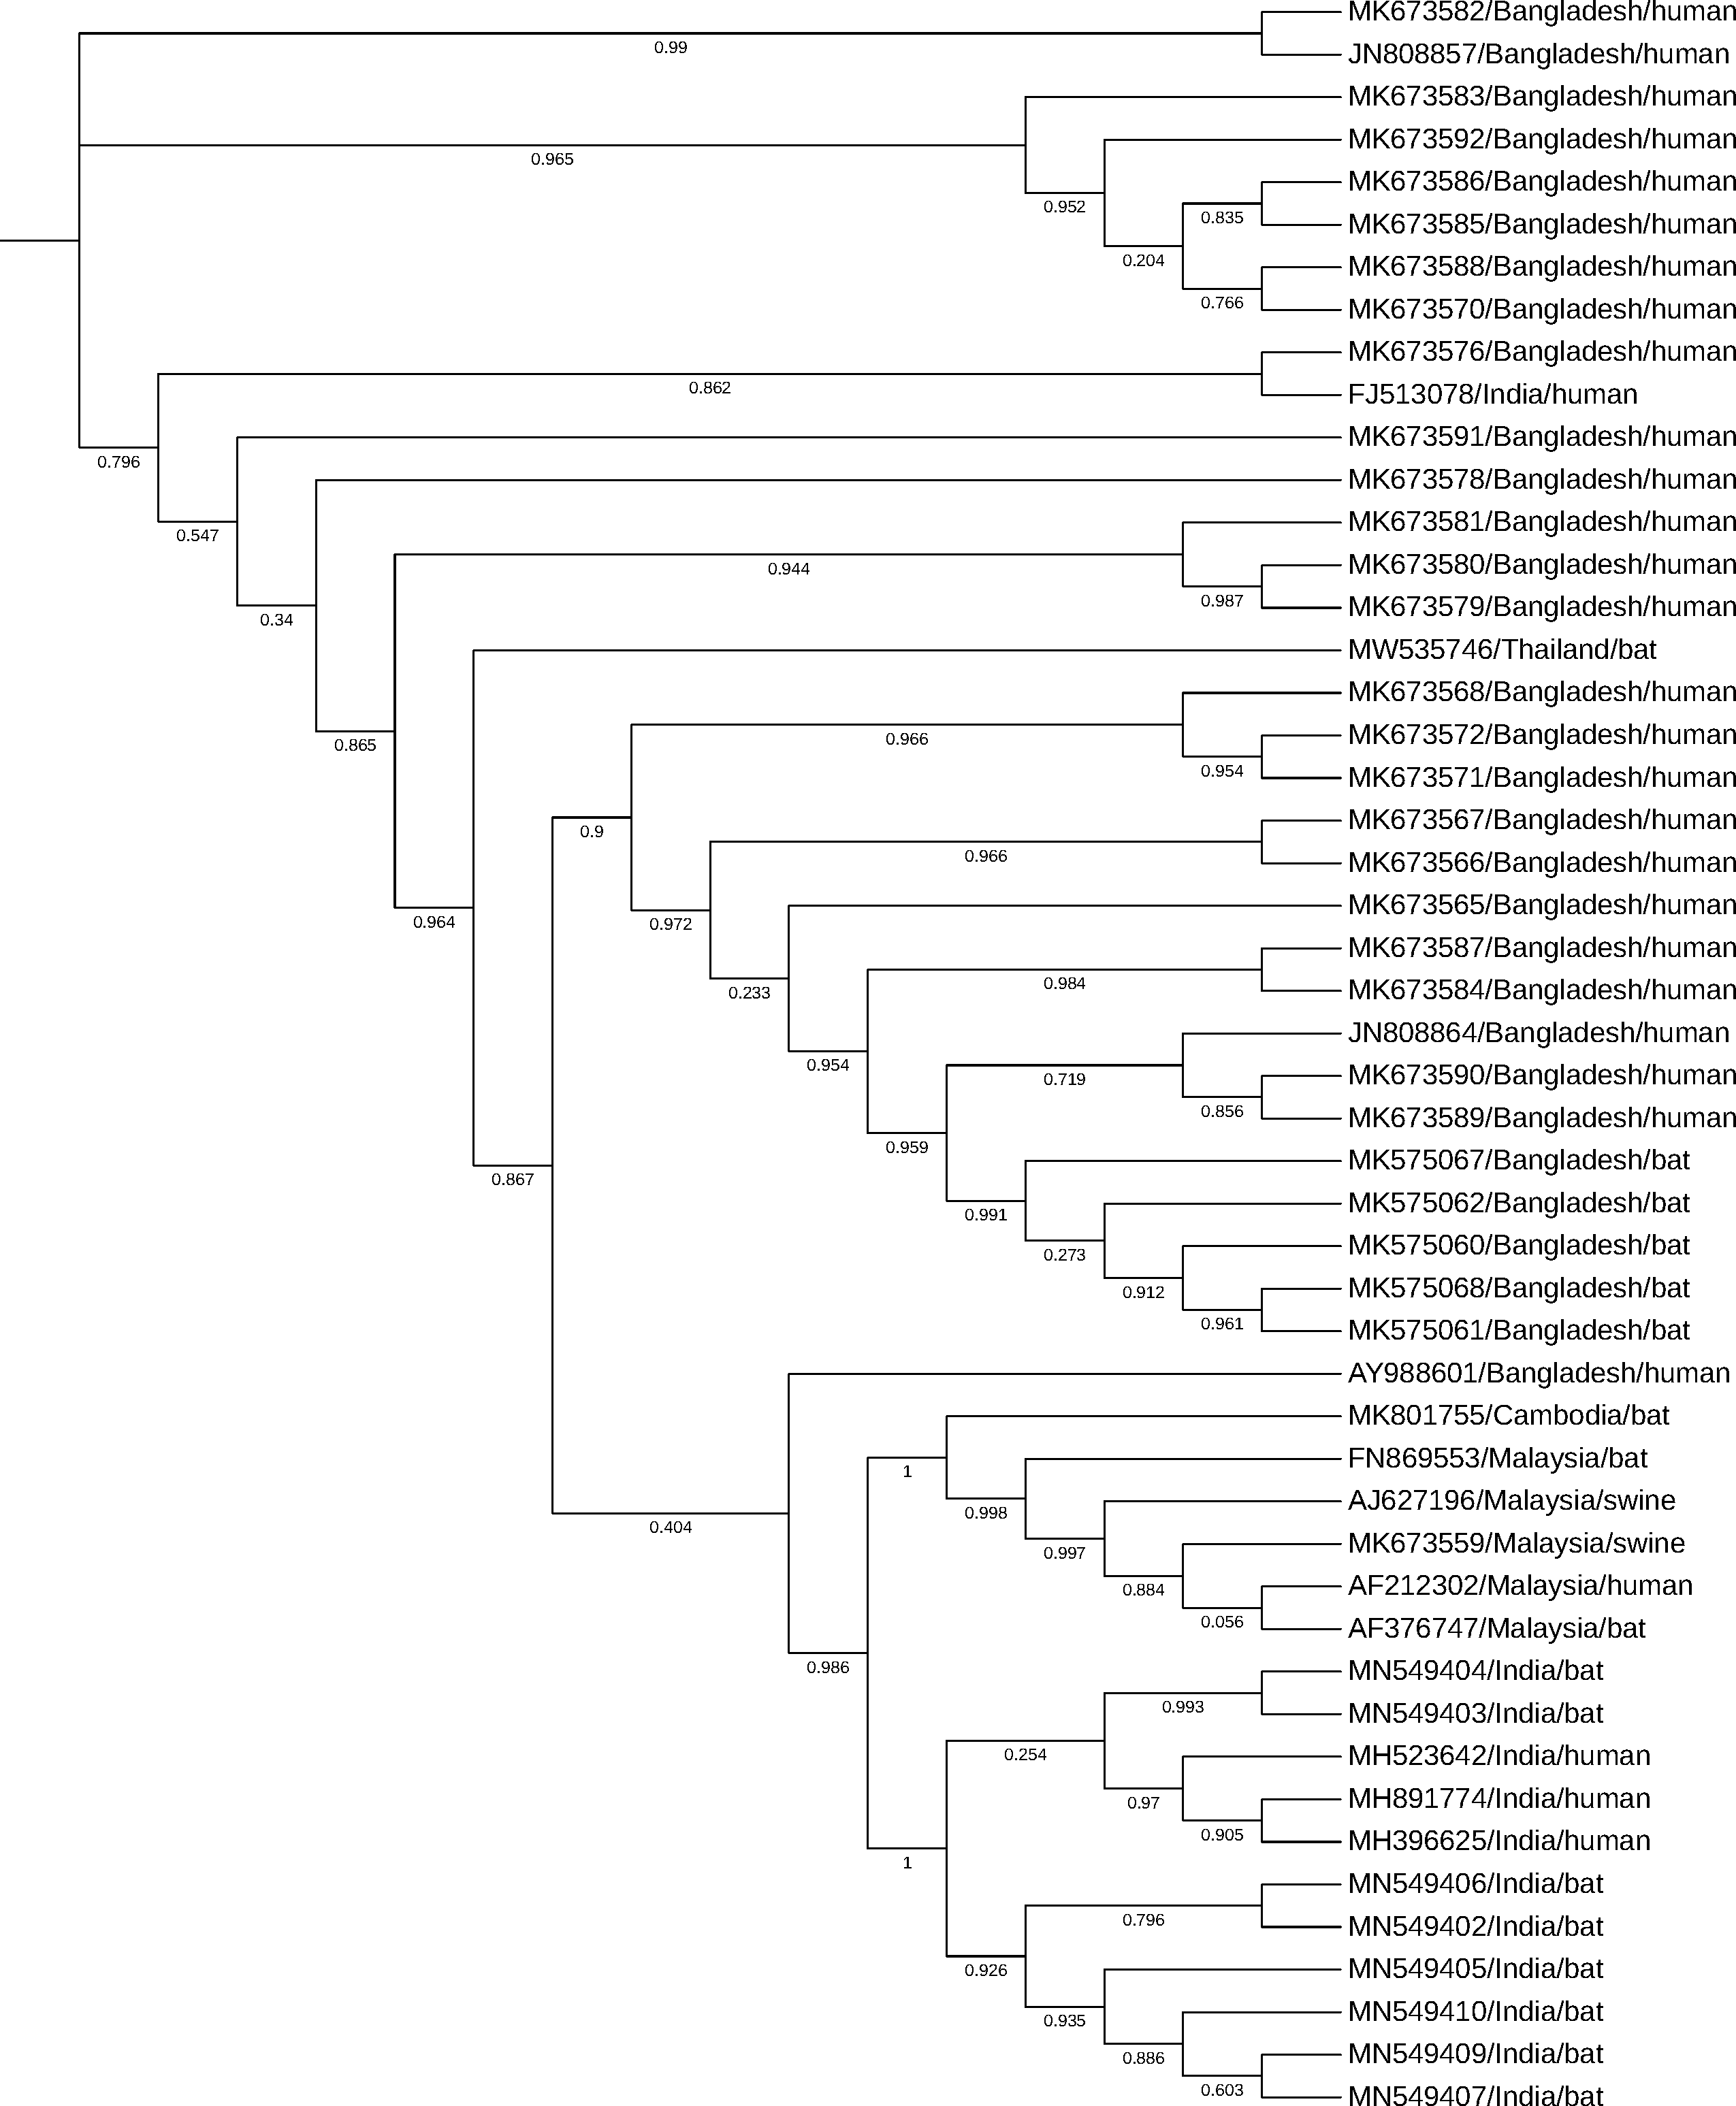 MK673582/Bangladesh/human
0.99
JN808857/Bangladesh/human
MK673583/Bangladesh/human
MK673592/Bangladesh/human
0.965
MK673586/Bangladesh/human
0.952
0.835
MK673585/Bangladesh/human
0.204
MK673588/Bangladesh/human
0.766
MK673570/Bangladesh/human
MK673576/Bangladesh/human
0.862
FJ513078/India/human
MK673591/Bangladesh/human
0.796
MK673578/Bangladesh/human
MK673581/Bangladesh/human
0.547
MK673580/Bangladesh/human
0.944
0.987
MK673579/Bangladesh/human
0.34
MW535746/Thailand/bat
MK673568/Bangladesh/human
MK673572/Bangladesh/human
0.966
0.865
0.954
MK673571/Bangladesh/human
MK673567/Bangladesh/human
0.9
0.966
MK673566/Bangladesh/human
MK673565/Bangladesh/human
0.964
0.972
MK673587/Bangladesh/human
0.984
MK673584/Bangladesh/human
0.233
JN808864/Bangladesh/human
0.954
MK673590/Bangladesh/human
0.719
0.856
MK673589/Bangladesh/human
0.959
MK575067/Bangladesh/bat
0.867
MK575062/Bangladesh/bat
0.991
MK575060/Bangladesh/bat
0.273
MK575068/Bangladesh/bat
0.912
0.961
MK575061/Bangladesh/bat
AY988601/Bangladesh/human
MK801755/Cambodia/bat
FN869553/Malaysia/bat
1
AJ627196/Malaysia/swine
0.998
0.404
MK673559/Malaysia/swine
0.997
AF212302/Malaysia/human
0.884
0.056
AF376747/Malaysia/bat
0.986
MN549404/India/bat
0.993
MN549403/India/bat
0.254
MH523642/India/human
MH891774/India/human
0.97
0.905
MH396625/India/human
1
MN549406/India/bat
0.796
MN549402/India/bat
0.926
MN549405/India/bat
MN549410/India/bat
0.935
MN549409/India/bat
0.886
0.603
MN549407/India/bat